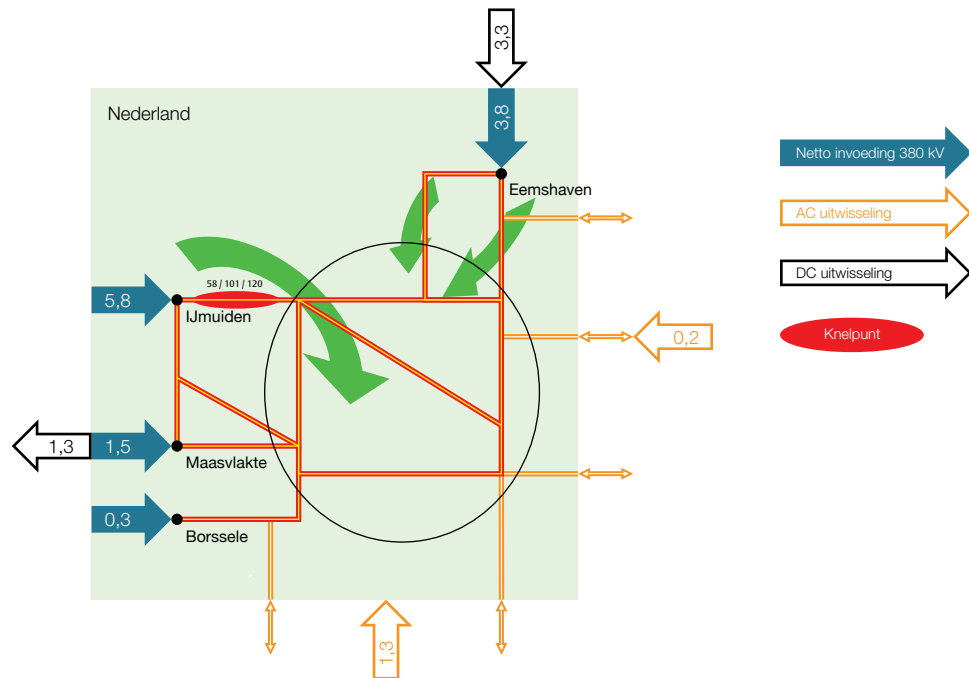 3,3
Nederland
3,8
Netto invoeding 380 kV
Eemshaven
AC uitwisseling
58 / 101 / 120
DC uitwisseling
5,8
IJmuiden
0,2
Knelpunt
1,3
1,5
Maasvlakte
0,3
Borssele
1,3